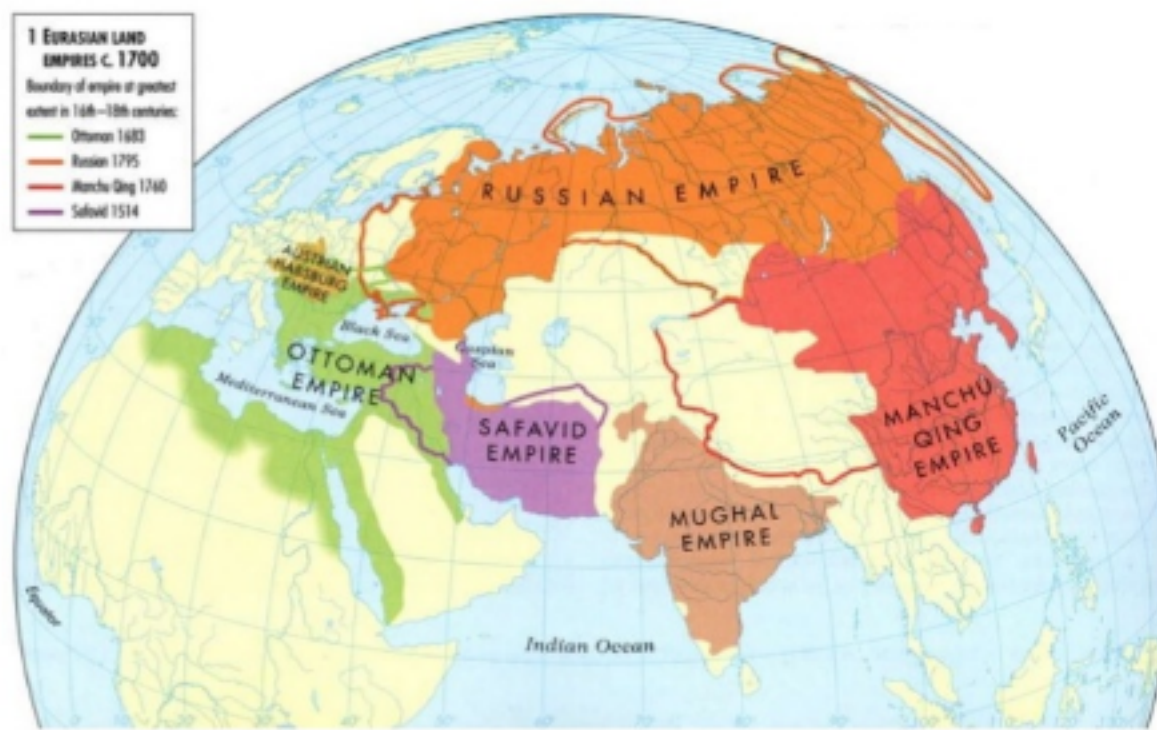 1 EURASIAN LAND
EMPIRES C. 1700
Boundary of empire at greatest
extent in 16th–18th centuries:
Ottoman 1683
Russian 1795
Manchu Qing 1760
Safavid 1514
RUSSIAN EMPIRE
AUSTRIAN
HABSBURG
EMPIRE
Black Sea
Caspian
Sea
OTTOMAN
EMPIRE
Mediterranean Sea
SAFAVID
EMPIRE
MANCHU
QING
EMPIRE
Pacific
Ocean
MUGHAL
EMPIRE
Equator
Indian Ocean